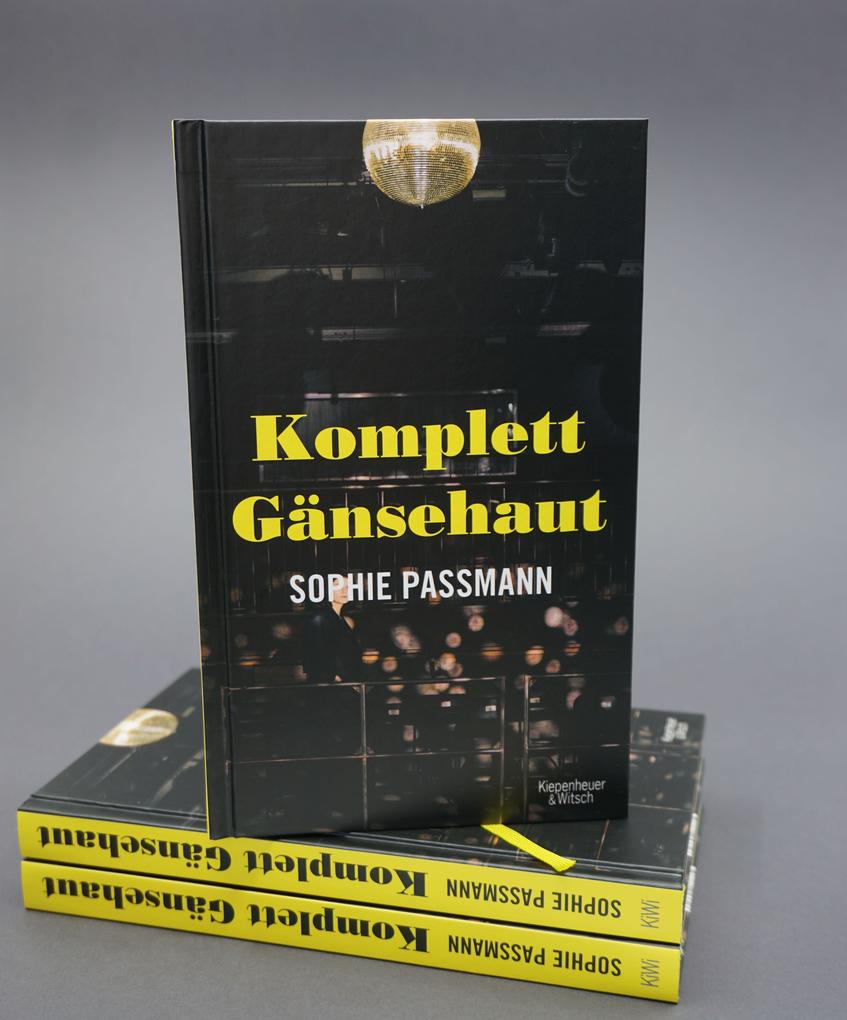 Komplett
Gänsehaut
SOPHIE PASSMANN
Kiepenheuer
& Witsch
Komplett Gänsehaut SOPHIE PASSMANN KiWi
Komplett Gänsehaut SOPHIE PASSMANN KiWi